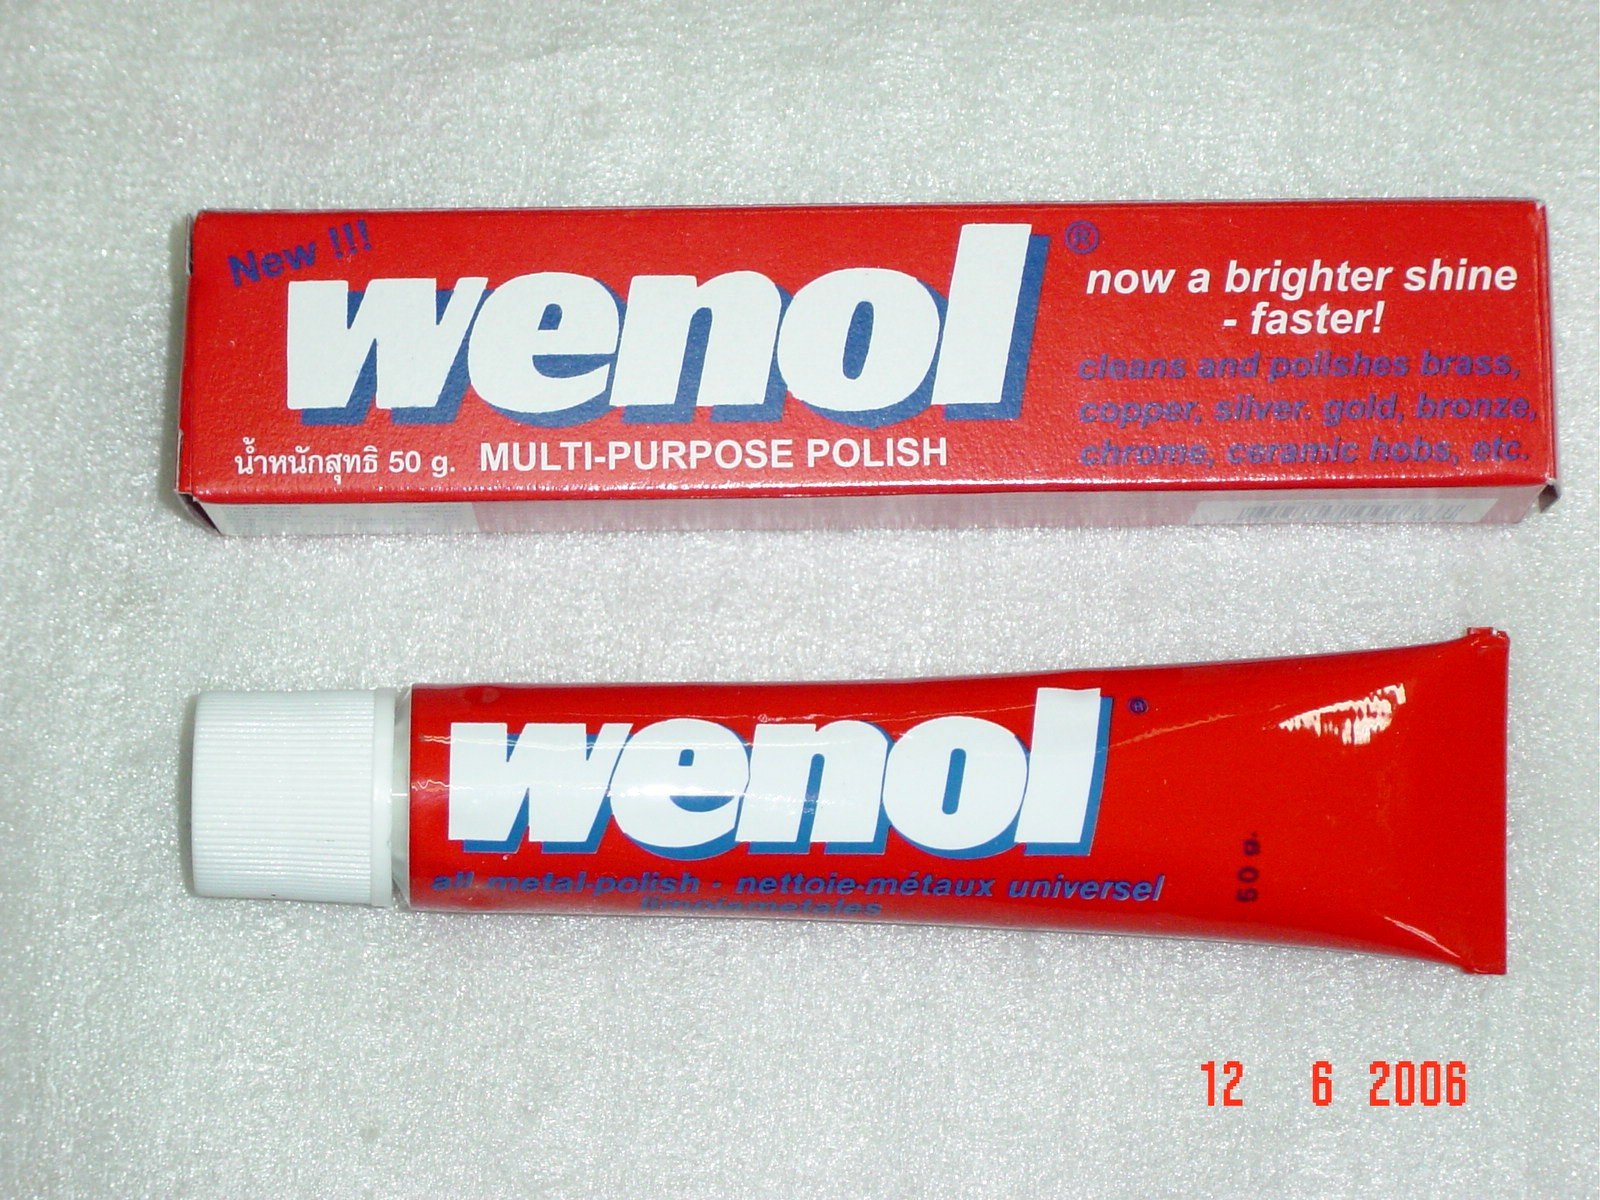 New !!!
wenol®
now a brighter shine
- faster!
cleans and polishes brass,
copper, silver. gold, bronze,
chrome, ceramic hobs, etc.
น้ำหนักสุทธิ 50 g. MULTI-PURPOSE POLISH
wenol®
all metal-polish - nettoie-métaux universel
limpiametales
50 g.
12 6 2006